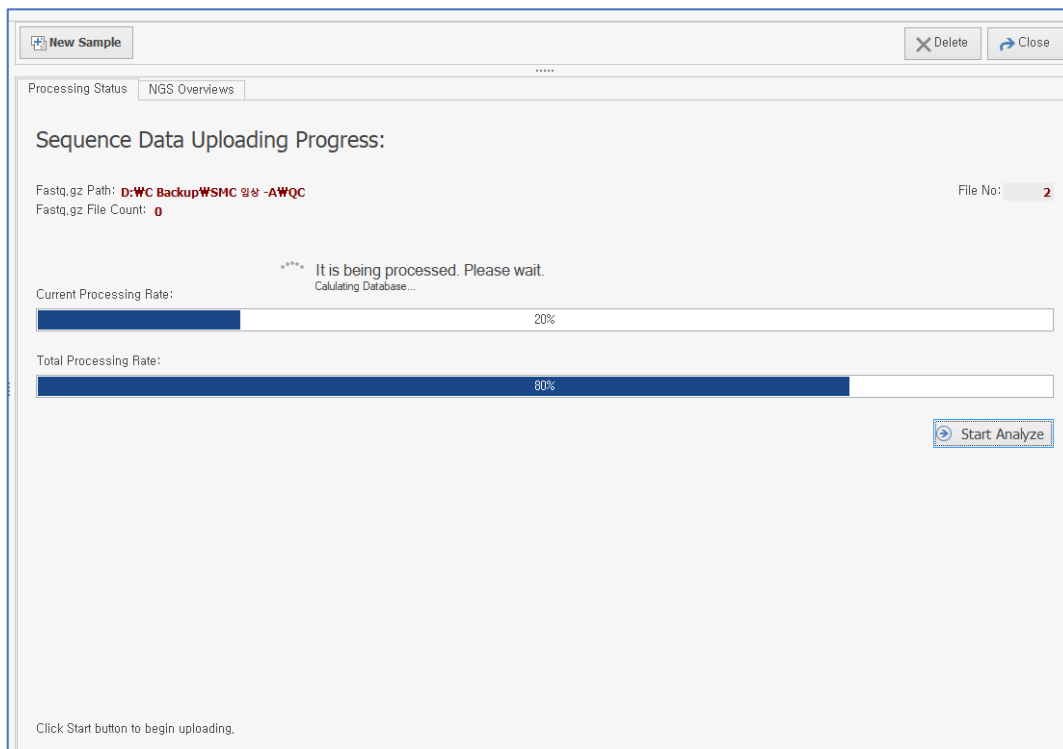 New Sample
Delete
Close
Processing Status
NGS Overviews
Sequence Data Uploading Progress:
Fastq.gz Path: D:₩C Backup₩SMC 임상 -A₩QC
File No: 2
Fastq.gz File Count: 0
It is being processed. Please wait.
Calulating Database...
Current Processing Rate:
20%
Total Processing Rate:
80%
Start Analyze
Click Start button to begin uploading.